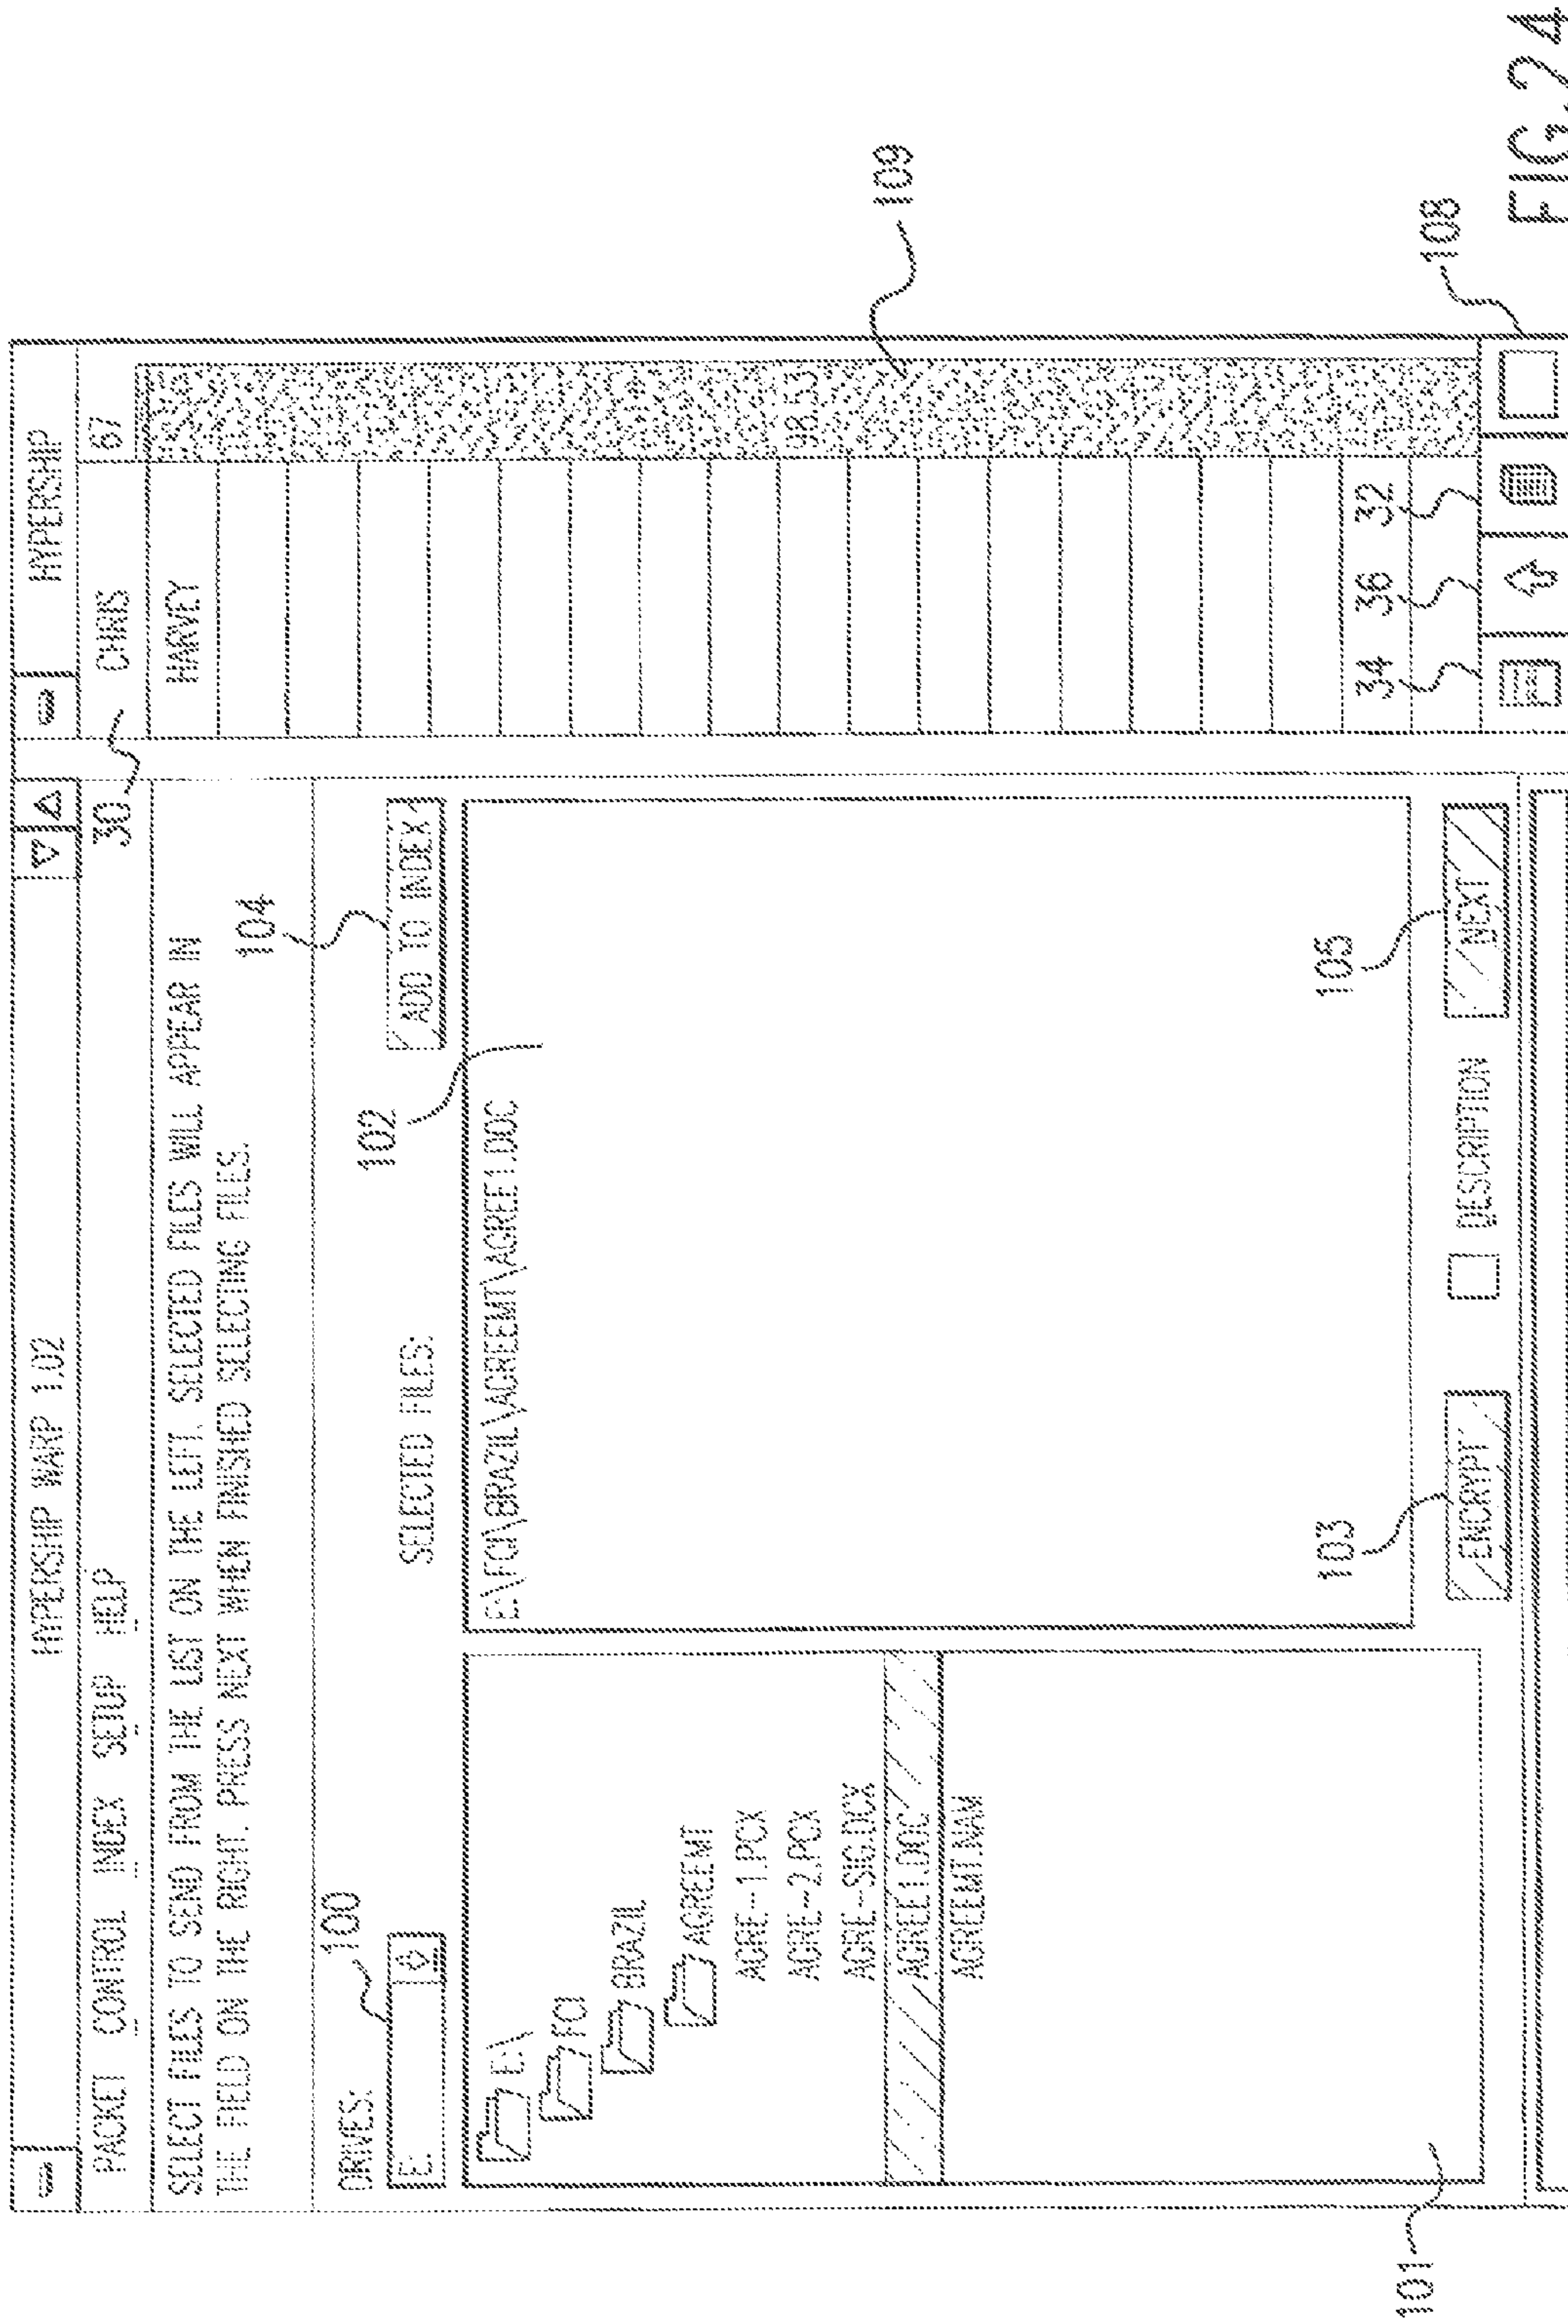 HYPERSHIP WARP 1.02
HYPERSHIP
PACKET CONTROL INDEX SETUP HELP
30
CHRIS
67
SELECT FILES TO SEND FROM THE LIST ON THE LEFT. SELECTED FILES WILL APPEAR IN
THE FIELD ON THE RIGHT. PRESS NEXT WHEN FINISHED SELECTING FILES.
HARVEY
104
100
DRIVES:
E:
SELECTED FILES:
ADD TO INDEX
102
E:\
FCI
BRAZIL
AGREEMT
AGRE--1.PCX
AGRE--2.PCX
AGRE--SIG.DCX
AGREE1.DOC
AGREEMT.NAM
E:\FCI\BRAZIL\AGREEMT\AGREE1.DOC
98.53
109
103
105
34
36
32
101
ENCRYPT
DESCRIPTION
NEXT
108
FIG.24